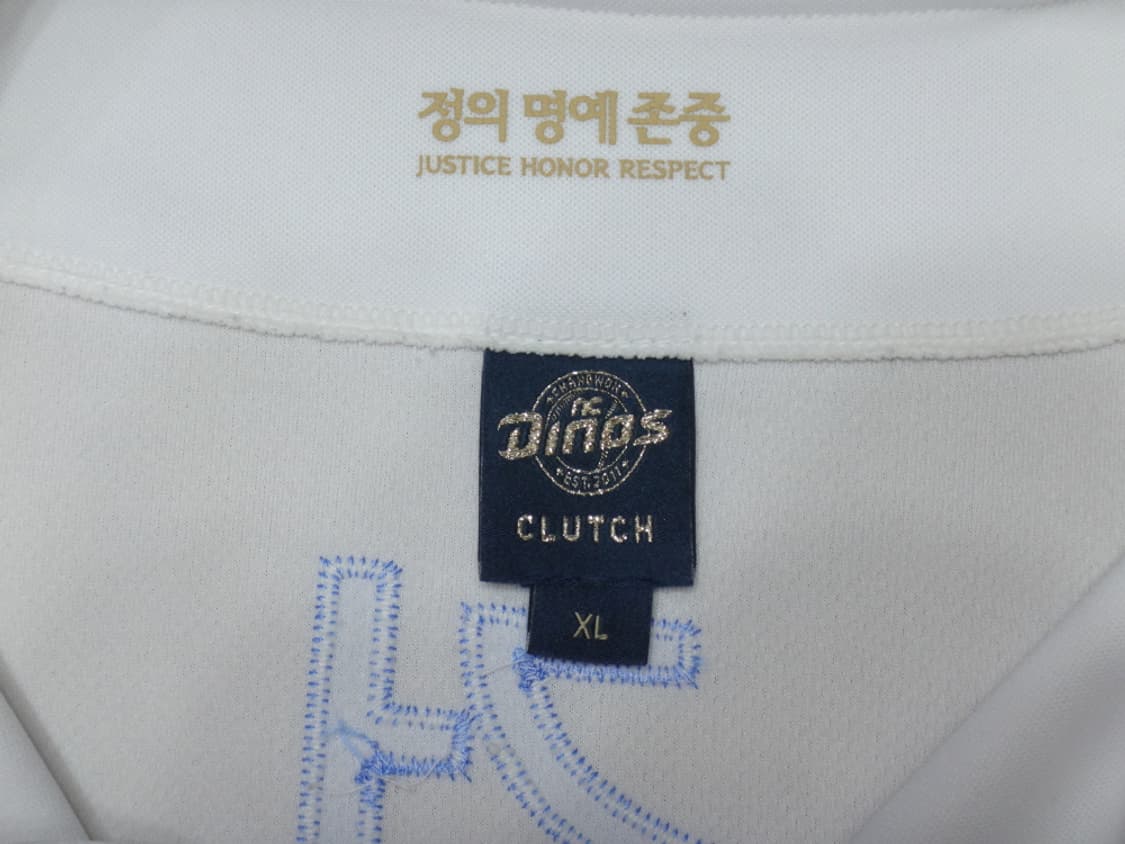 정의 명예 존중
JUSTICE HONOR RESPECT
CHANGWON
NC
Dinos
EST. 2011
CLUTCH
XL